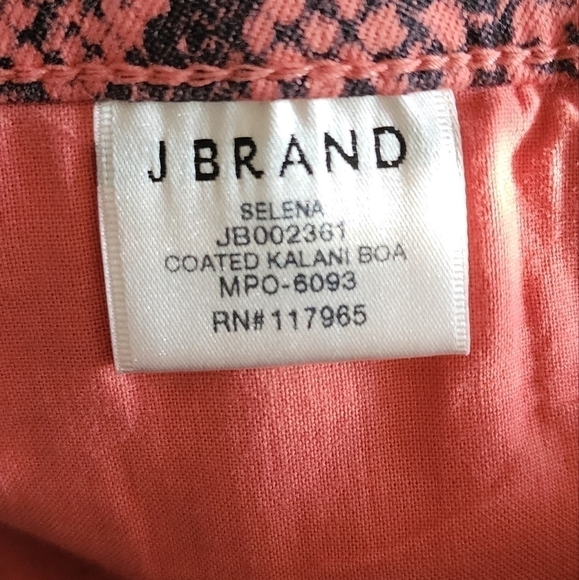 J BRAND
SELENA
JB002361
COATED KALANI BOA
MPO-6093
RN# 117965